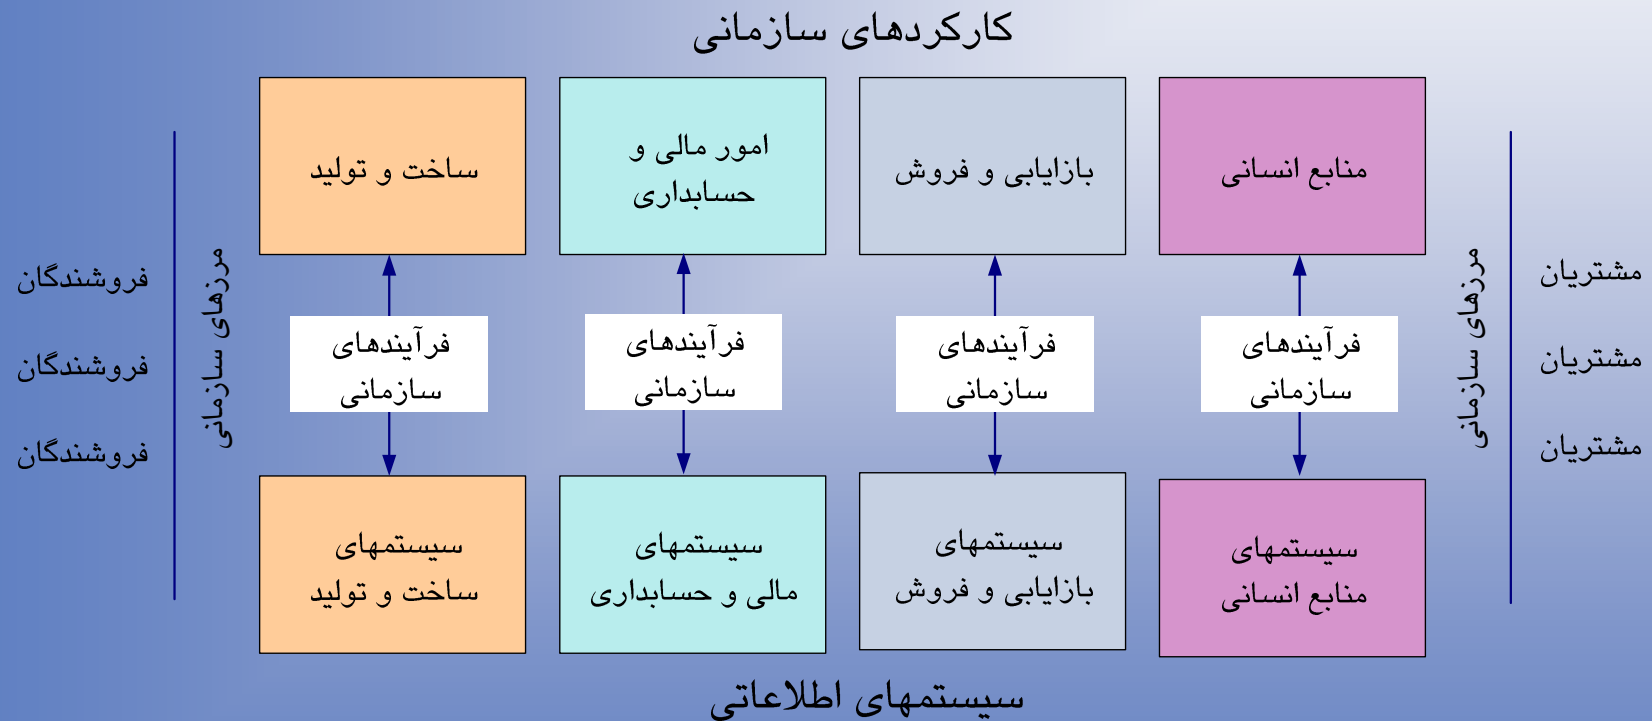 کارکردهای سازمانی
منابع انسانی
بازایابی و فروش
امور مالی و
حسابداری
ساخت و تولید
مشتریان
مشتریان
مشتریان
مرزهای سازمانی
فرآیندهای
سازمانی
فرآیندهای
سازمانی
فرآیندهای
سازمانی
فرآیندهای
سازمانی
مرزهای سازمانی
فروشندگان
فروشندگان
فروشندگان
سیستمهای
منابع انسانی
سیستمهای
بازایابی و فروش
سیستمهای
مالی و حسابداری
سیستمهای
ساخت و تولید
سیستمهای اطلاعاتی